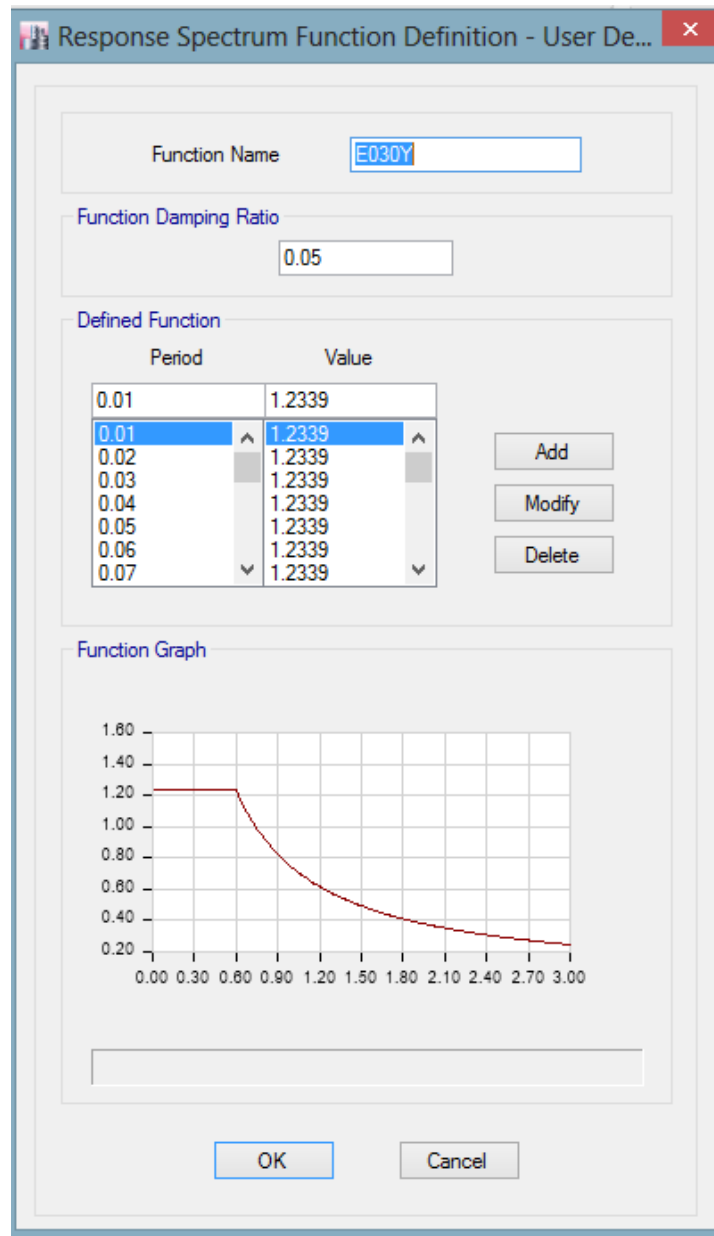 Response Spectrum Function Definition - User De...
Function Name E030Y
Function Damping Ratio
0.05
Defined Function
Period Value
0.01 1.2339
0.01 1.2339
0.02 1.2339
0.03 1.2339
0.04 1.2339
0.05 1.2339
0.06 1.2339
0.07 1.2339
Add
Modify
Delete
Function Graph
1.60
1.40
1.20
1.00
0.80
0.60
0.40
0.20
0.00 0.30 0.60 0.90 1.20 1.50 1.80 2.10 2.40 2.70 3.00
OK Cancel